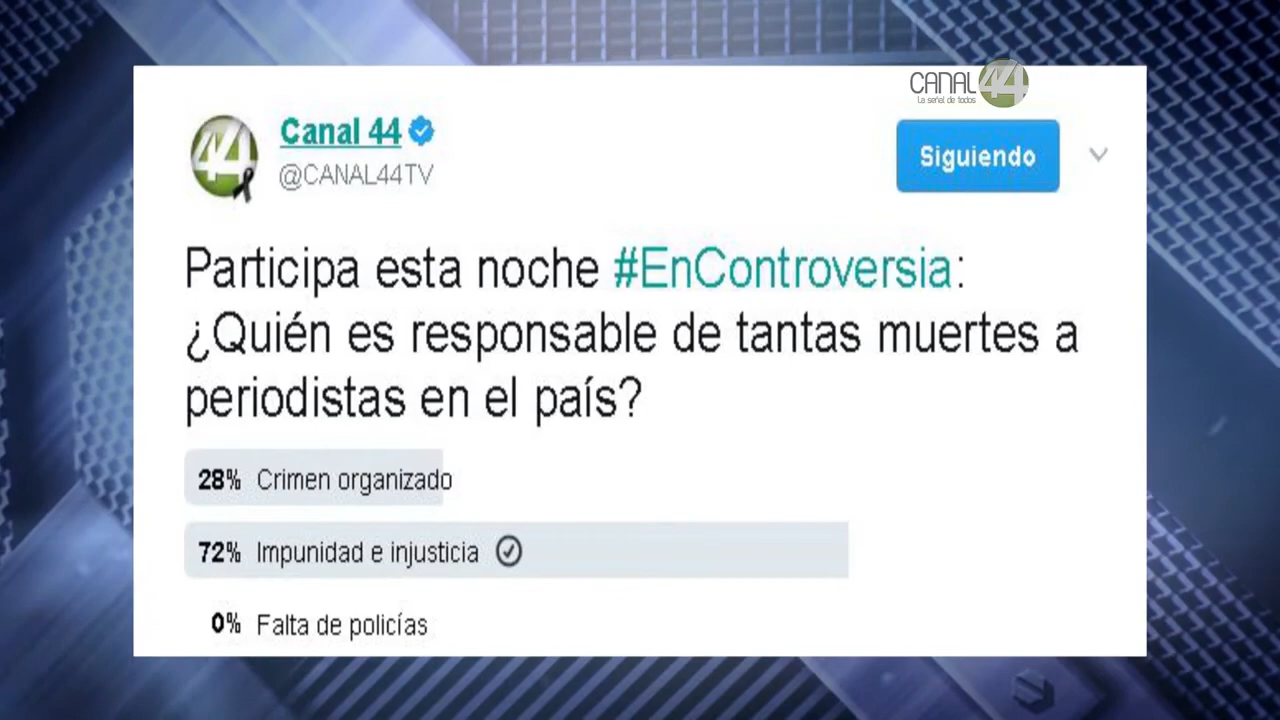 CANAL 44
La señal de todos
44
Canal 44
@CANAL44TV
Siguiendo
Participa esta noche #EnControversia:
¿Quién es responsable de tantas muertes a
periodistas en el país?
28% Crimen organizado
72% Impunidad e injusticia
0% Falta de policías